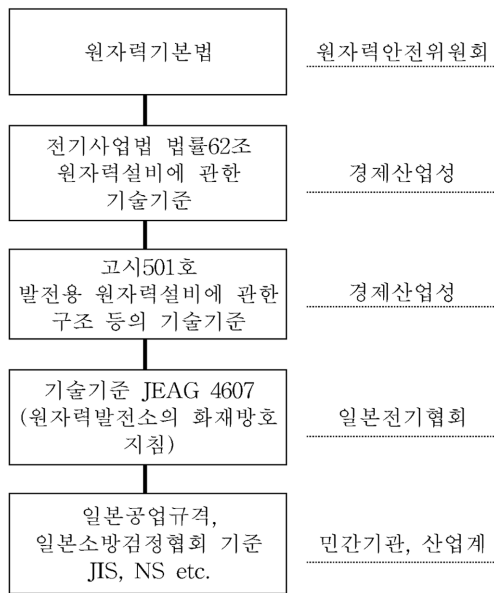 원자력기본법
원자력안전위원회
전기사업법 법률62조
원자력설비에 관한
기술기준
경제산업성
고시501호
발전용 원자력설비에 관한
구조 등의 기술기준
경제산업성
기술기준 JEAG 4607
(원자력발전소의 화재방호
지침)
일본전기협회
일본공업규격,
일본소방검정협회 기준
JIS, NS etc.
민간기관, 산업계